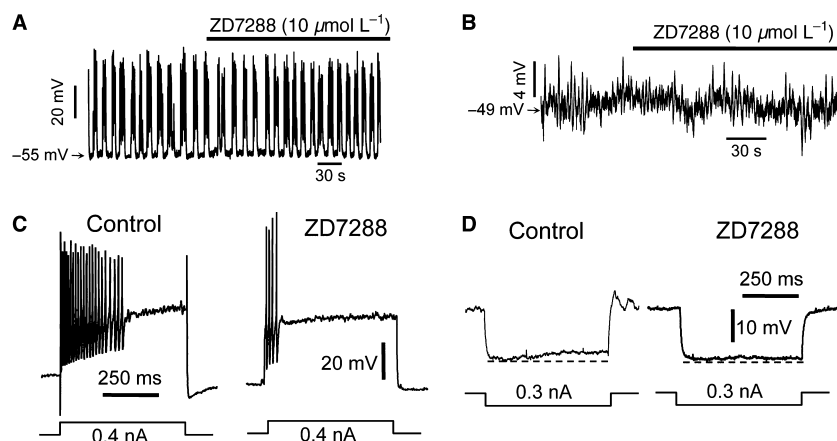 A
ZD7288 (10 µmol L⁻¹)
20 mV
−55 mV
30 s
B
ZD7288 (10 µmol L⁻¹)
4 mV
−49 mV
30 s
C
Control
ZD7288
250 ms
20 mV
0.4 nA
0.4 nA
D
Control
ZD7288
250 ms
10 mV
0.3 nA
0.3 nA